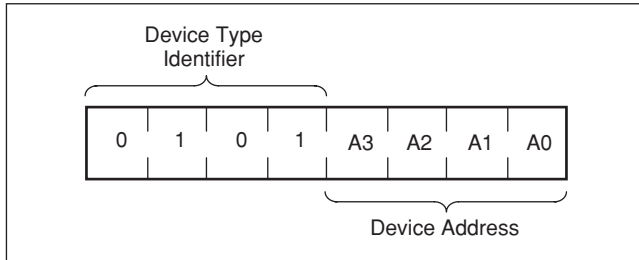 Device Type
Identifier
0 1 0 1 A3 A2 A1 A0
Device Address